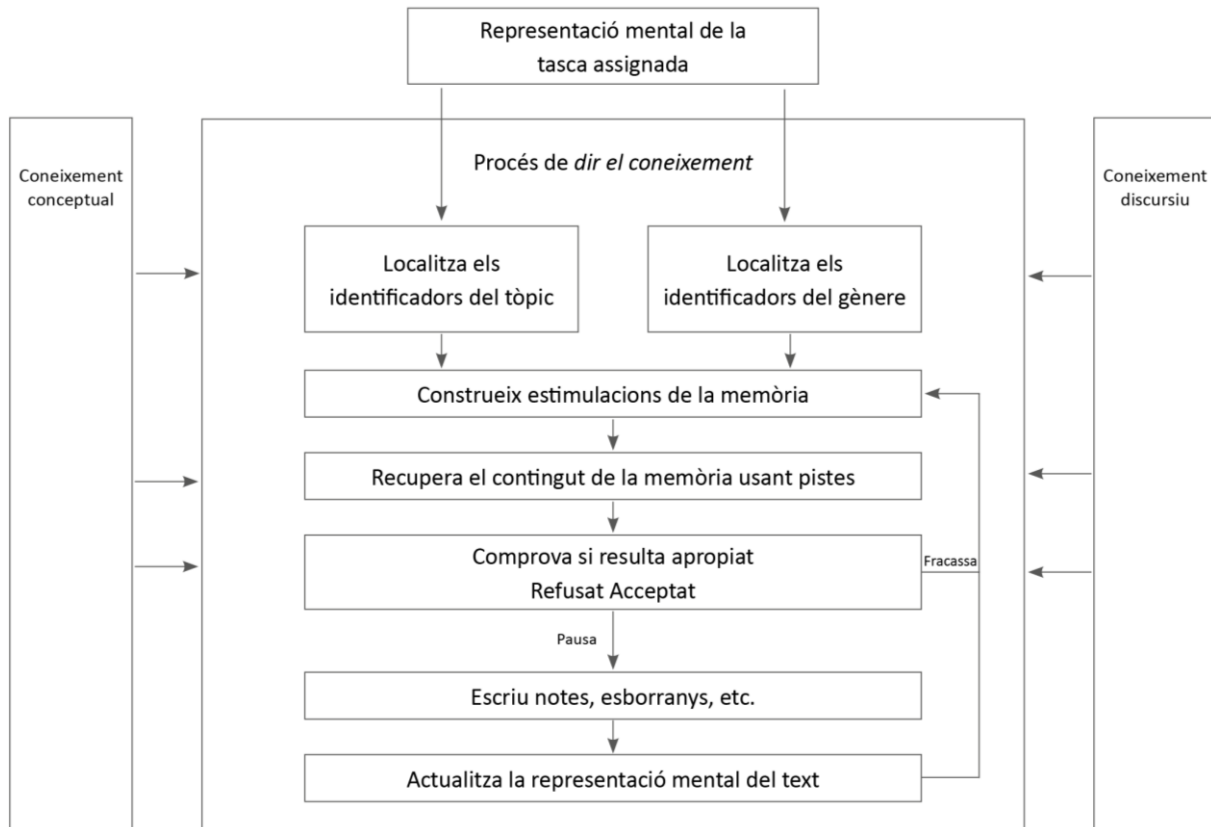 Representació mental de la
tasca assignada
Coneixement
conceptual
Procés de dir el coneixement
Coneixement
discursiu
Localitza els
identificadors del tòpic
Localitza els
identificadors del gènere
Construeix estimulacions de la memòria
Recupera el contingut de la memòria usant pistes
Comprova si resulta apropiat
Refusat Acceptat
Fracassa
Pausa
Escriu notes, esborranys, etc.
Actualitza la representació mental del text